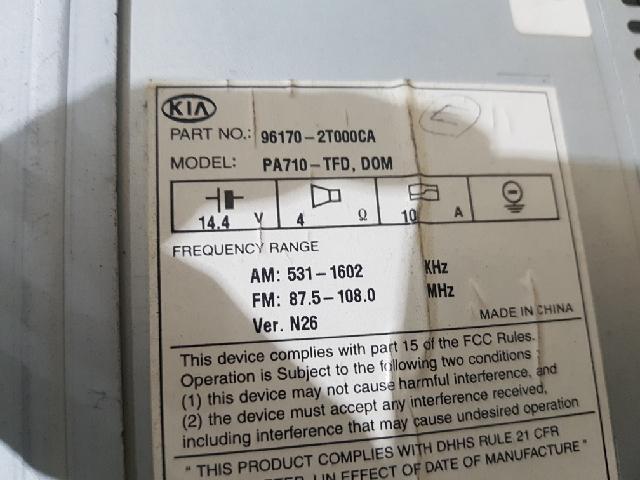 KIA
PART NO.: 96170-2T000CA
MODEL: PA710-TFD, DOM
14.4 V 4 Ω 10 A
FREQUENCY RANGE
AM: 531-1602 KHz
FM: 87.5-108.0 MHz
Ver. N26
MADE IN CHINA
This device complies with part 15 of the FCC Rules.
Operation is Subject to the following two conditions :
(1) this device may not cause harmful interference, and
(2) the device must accept any interference received,
including interference that may cause undesired operation
" THIS PRODUCT COMPLIES WITH DHHS RULE 21 CFR
IN EFFECT OF DATE OF MANUFACTURE "